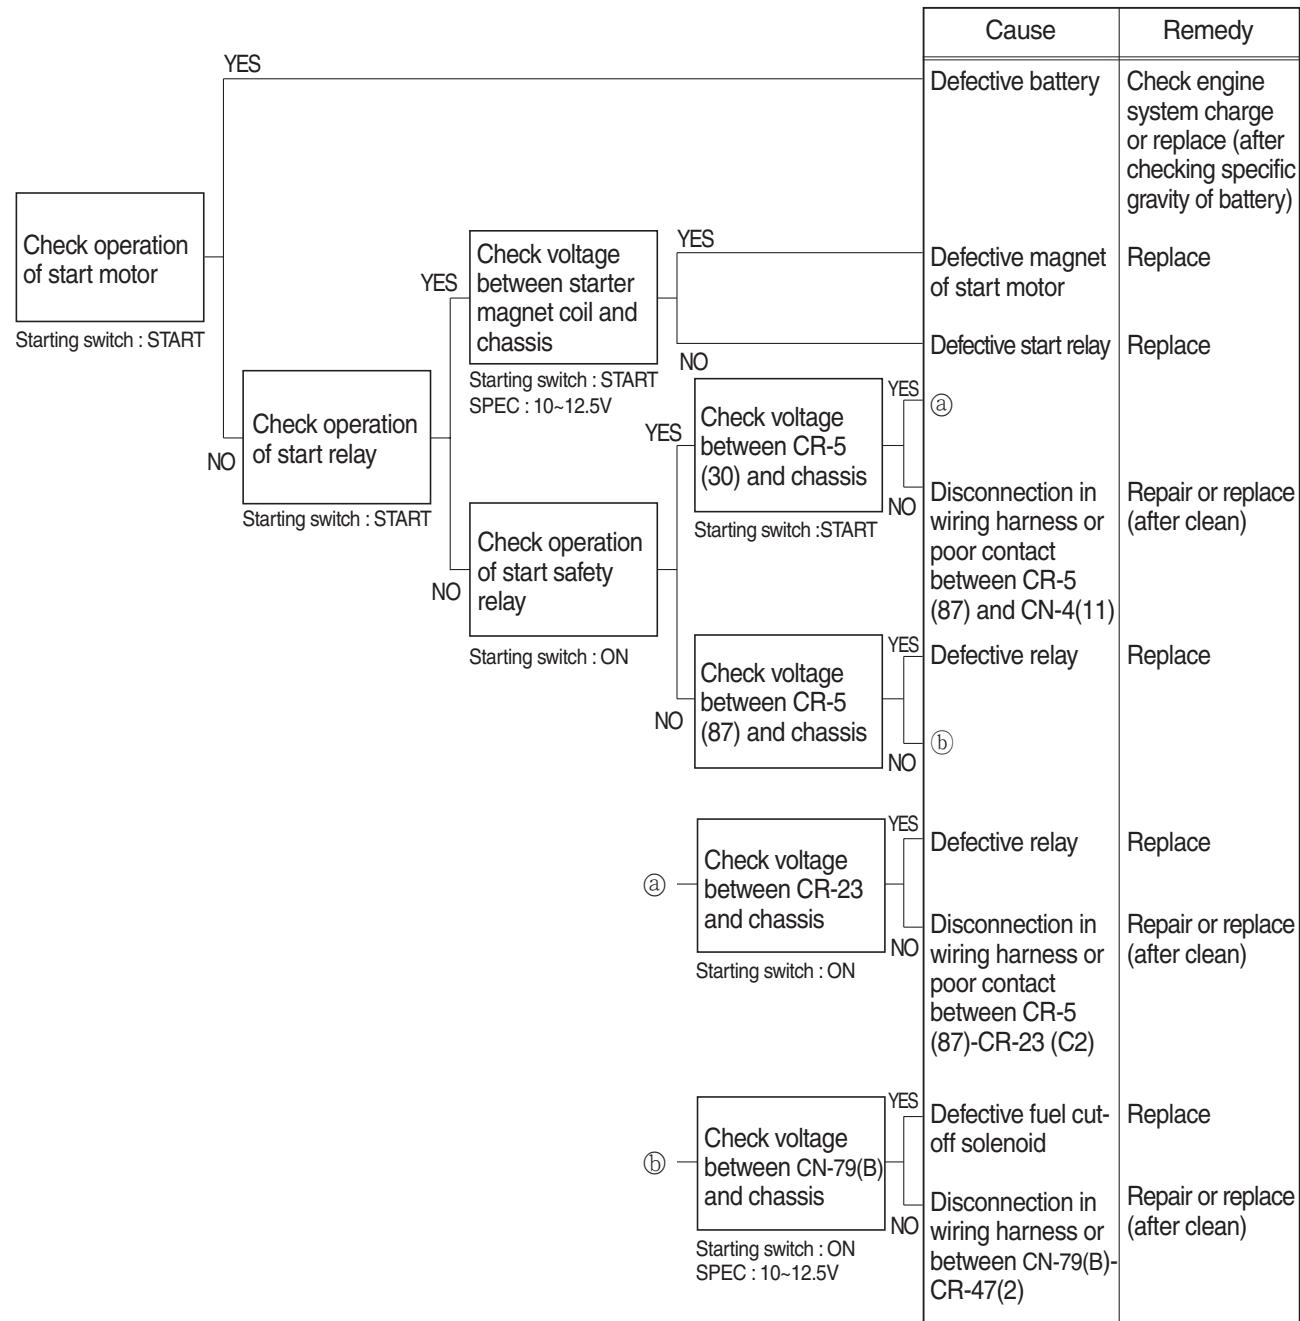 Cause
Remedy
YES
Defective battery
Check engine
system charge
or replace (after
checking specific
gravity of battery)
Check operation
of start motor
Starting switch : START
YES
Check voltage
between starter
magnet coil and
chassis
Starting switch : START
SPEC : 10~12.5V
YES
Defective magnet
of start motor
Replace
NO
Defective start relay
Replace
NO
Check operation
of start relay
Starting switch : START
YES
Check voltage
between CR-5
(30) and chassis
Starting switch :START
YES
ⓐ
NO
Disconnection in
wiring harness or
poor contact
between CR-5
(87) and CN-4(11)
Repair or replace
(after clean)
NO
Check operation
of start safety
relay
Starting switch : ON
NO
Check voltage
between CR-5
(87) and chassis
YES
Defective relay
Replace
NO
ⓑ
ⓐ
Check voltage
between CR-23
and chassis
Starting switch : ON
YES
Defective relay
Replace
NO
Disconnection in
wiring harness or
poor contact
between CR-5
(87)-CR-23 (C2)
Repair or replace
(after clean)
ⓑ
Check voltage
between CN-79(B)
and chassis
Starting switch : ON
SPEC : 10~12.5V
YES
Defective fuel cut-
off solenoid
Replace
NO
Disconnection in
wiring harness or
between CN-79(B)-
CR-47(2)
Repair or replace
(after clean)